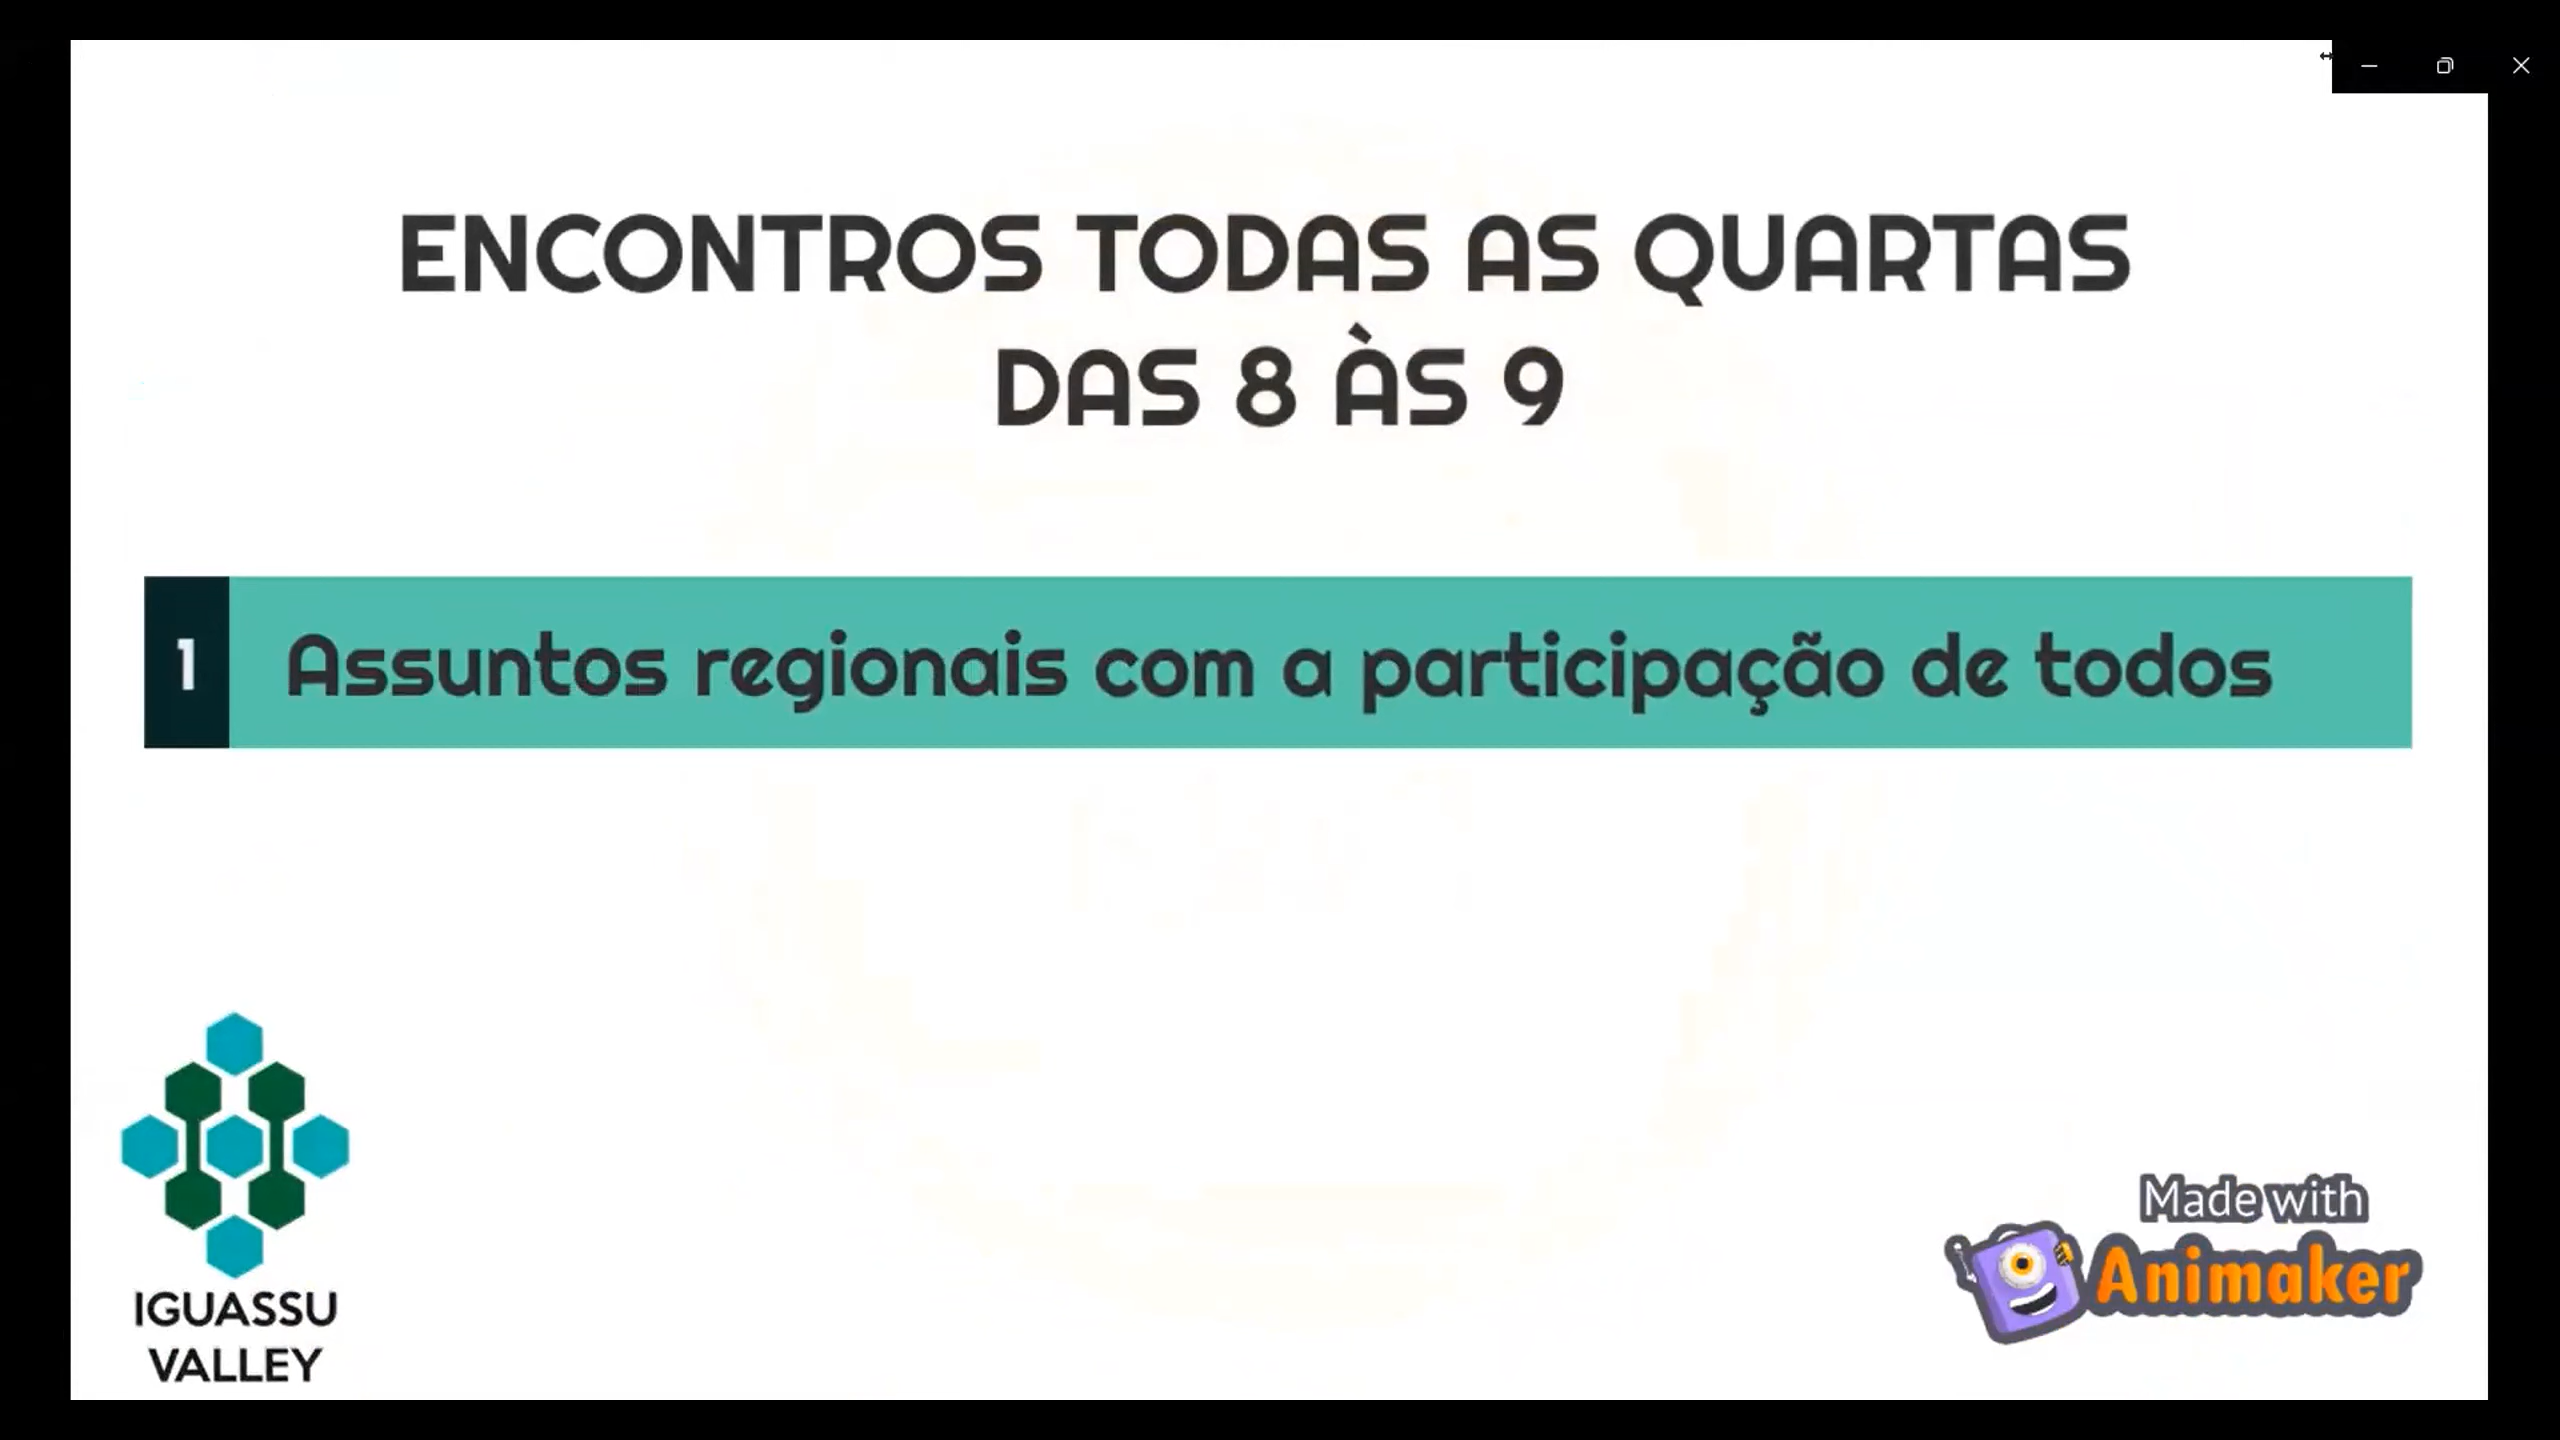 ENCONTROS TODAS AS QUARTAS
DAS 8 ÀS 9
1 Assuntos regionais com a participação de todos
IGUASSU
VALLEY
Made with
Animaker